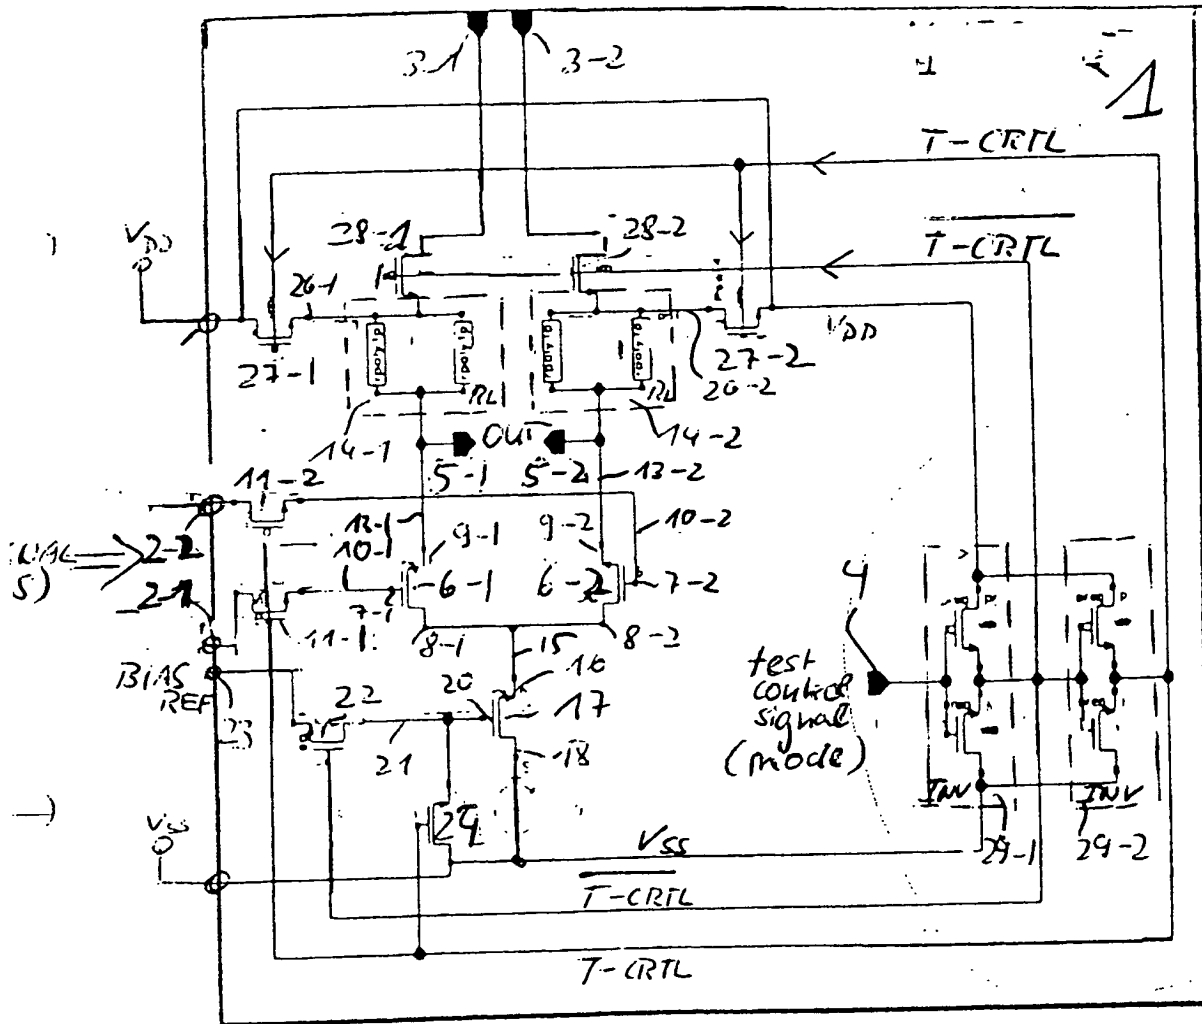 3-1
3-2
1
T-CRTL
T-CRTL
VDD
28-1
28-2
26-1
27-1
27-2
VDD
26-2
RL
RL
14-1
OUT
14-2
5-1
5-2
13-2
11-2
2-2
10-1
9-1
9-2
10-2
6-1
6-2
7-2
2-1
7-1
11-1
8-1
15
8-2
4
BIAS
REF
22
20
16
17
test
control
signal
(mode)
21
18
VSS
24
VSS
INV
INV
29-1
29-2
T-CRTL
T-CRTL